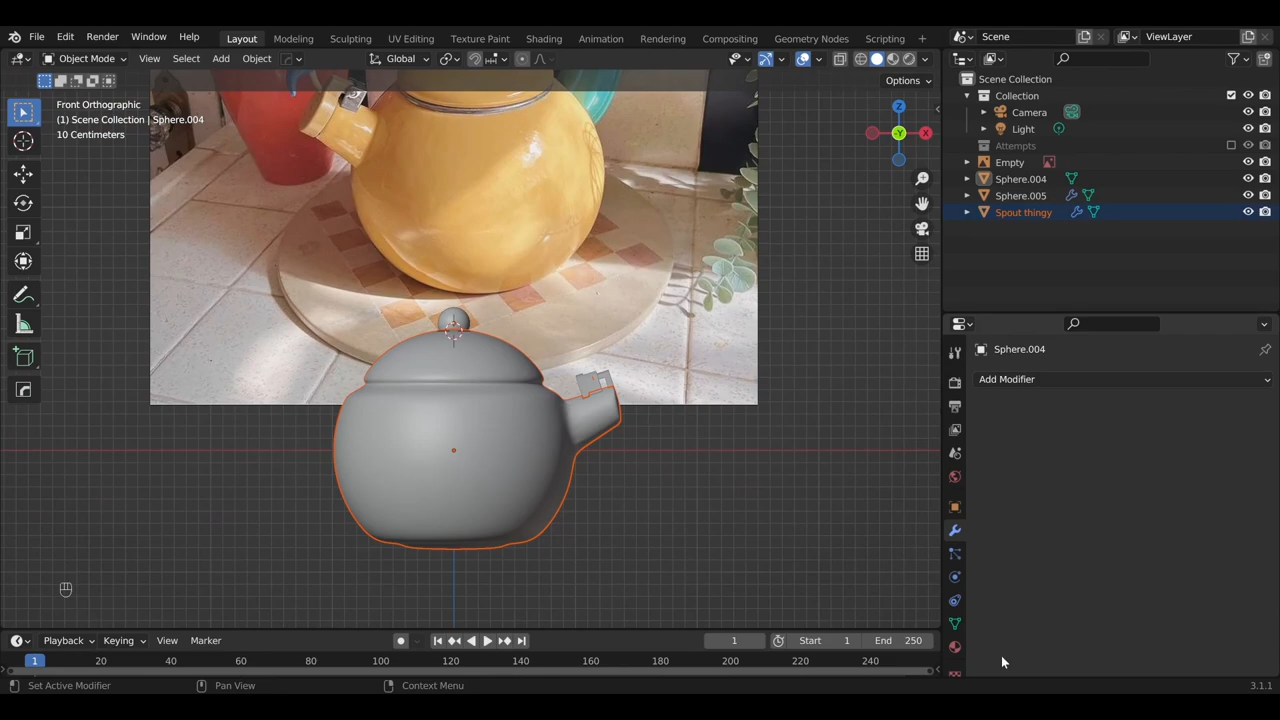 File Edit Render Window Help Layout Modeling Sculpting UV Editing Texture Paint Shading Animation Rendering Compositing Geometry Nodes Scripting + Scene ViewLayer
Object Mode View Select Add Object Global
Options
Front Orthographic
(1) Scene Collection | Sphere.004
10 Centimeters
Z
Y
X
Scene Collection
Collection
Camera
Light
Attempts
Empty
Sphere.004
Sphere.005
Spout thingy
Sphere.004
Add Modifier
Playback Keying View Marker 1 Start 1 End 250
1 20 40 60 80 100 120 140 160 180 200 220 240
Set Active Modifier Pan View Context Menu 3.1.1